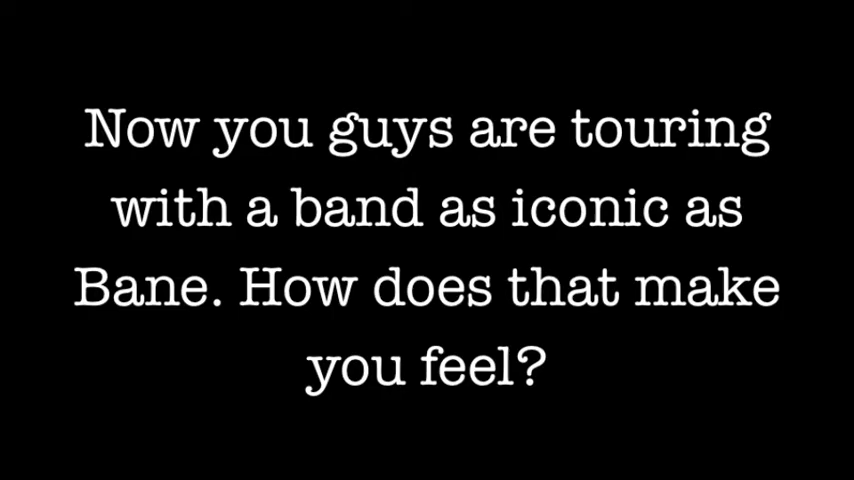 Now you guys are touring
with a band as iconic as
Bane. How does that make
you feel?